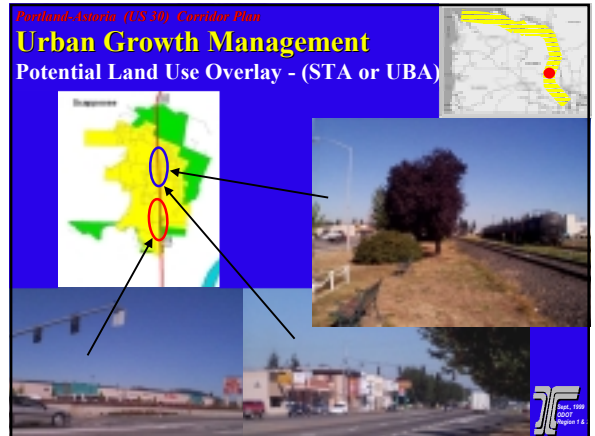 Portland-Astoria (US 30) Corridor Plan
Urban Growth Management
Potential Land Use Overlay - (STA or UBA)
Scappoose
Sept., 1999
ODOT
Region 1 &